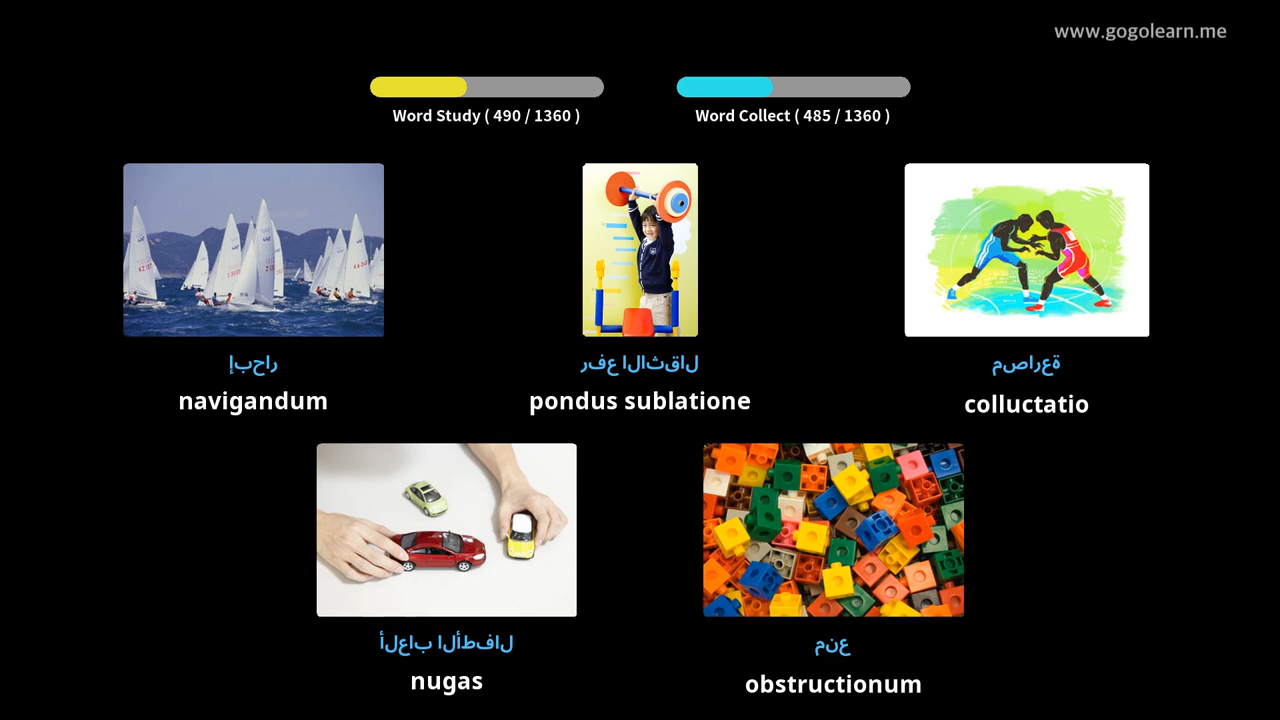 www.gogolearn.me
Word Study ( 490 / 1360 )
Word Collect ( 485 / 1360 )
إبحار
navigandum
رفع الاثقال
pondus sublatione
مصارعة
colluctatio
ألعاب الأطفال
nugas
منع
obstructionum